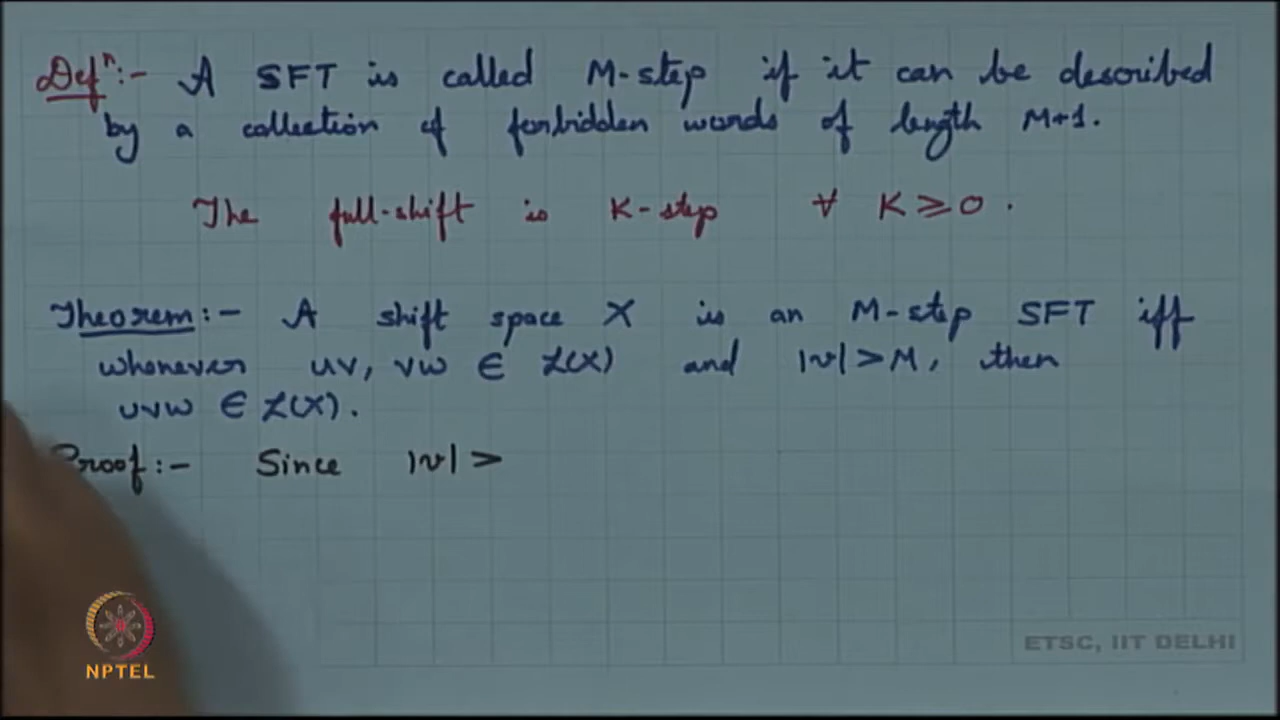 Defⁿ:- A SFT is called M-step if it can be described
by a collection of forbidden words of length M+1.
The full-shift is K-step ∀ K ≥ 0.
Theorem:- A shift space X is an M-step SFT iff
whenever uv, vw ∈ L(X) and |v| > M, then
uvw ∈ L(X).
Proof:- Since |v| >
NPTEL
ETSC, IIT DELHI